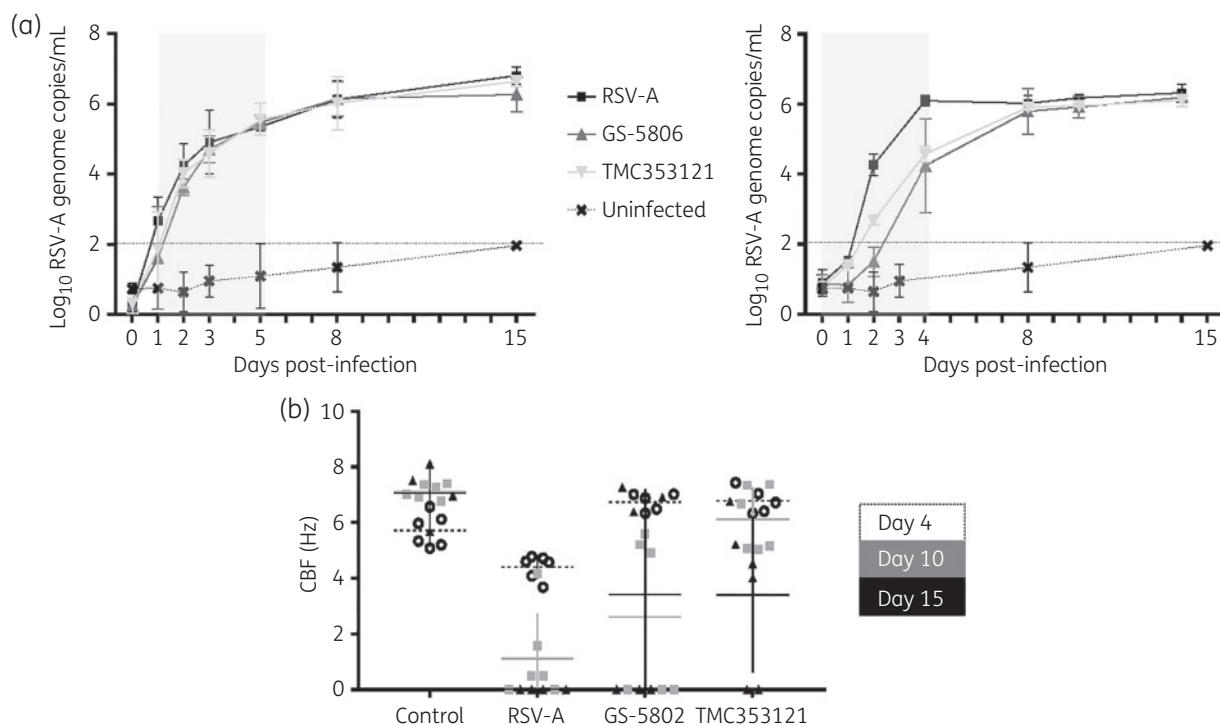 (a)
8
6
4
2
0
Log10 RSV-A genome copies/mL
0 1 2 3 5 8 15
Days post-infection
RSV-A
GS-5806
TMC353121
Uninfected
8
6
4
2
0
Log10 RSV-A genome copies/mL
0 1 2 3 4 8 15
Days post-infection
(b)
10
8
6
4
2
0
CBF (Hz)
Control RSV-A GS-5802 TMC353121
Day 4
Day 10
Day 15